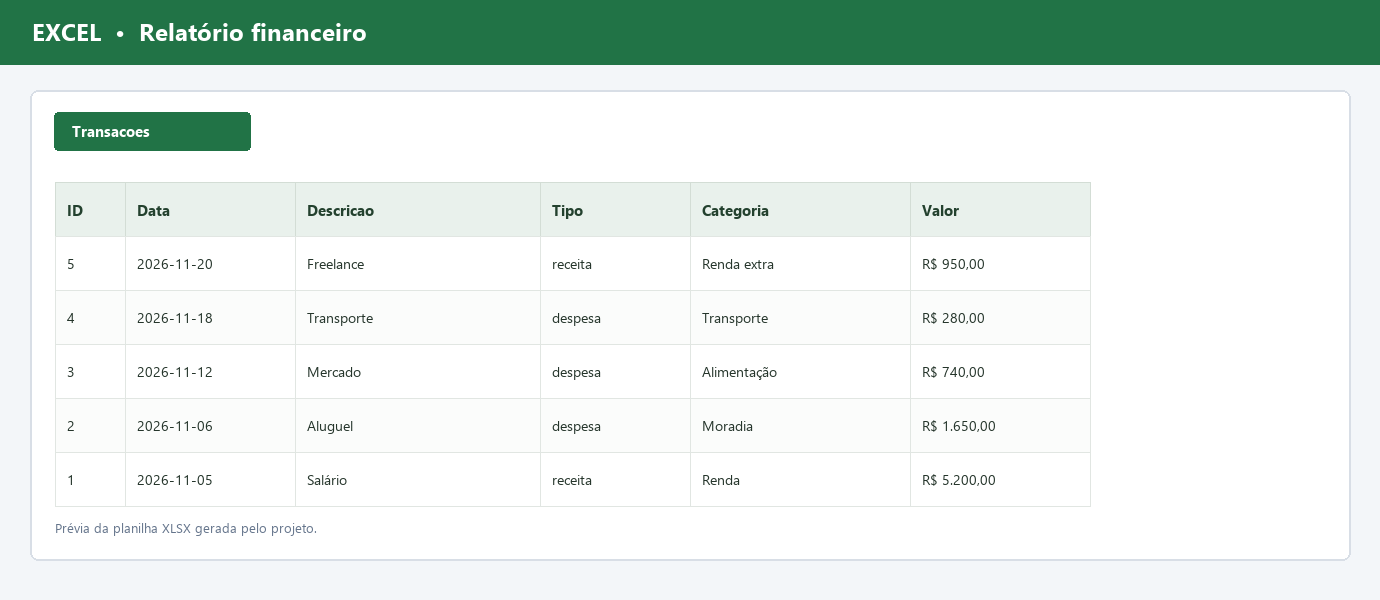 EXCEL • Relatório financeiro
Transacoes
ID Data Descricao Tipo Categoria Valor
5 2026-11-20 Freelance receita Renda extra R$ 950,00
4 2026-11-18 Transporte despesa Transporte R$ 280,00
3 2026-11-12 Mercado despesa Alimentação R$ 740,00
2 2026-11-06 Aluguel despesa Moradia R$ 1.650,00
1 2026-11-05 Salário receita Renda R$ 5.200,00
Prévia da planilha XLSX gerada pelo projeto.